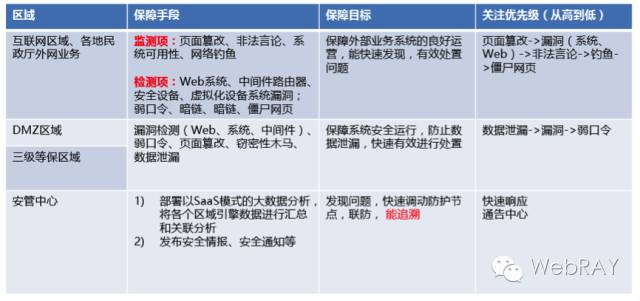 区域
保障手段
保障目标
关注优先级（从高到低）
互联网区域、各地民
政厅外网业务
监测项：页面篡改、非法言论、系
统可用性、网络钓鱼
检测项：Web系统、中间件路由器、
安全设备、虚拟化设备系统漏洞；
弱口令、暗链、暗链、僵尸网页
保障外部业务系统的良好运
营，能快速发现，有效处置
问题
页面篡改->漏洞（系统、
Web）->非法言论->钓鱼-
>僵尸网页
DMZ区域
三级等保区域
漏洞检测（Web、系统、中间件）、
弱口令、页面篡改、窃密性木马、
数据泄漏
保障系统安全运行，防止数
据泄漏，快速有效进行处置
数据泄漏->漏洞->弱口令
安管中心
1) 部署以SaaS模式的大数据分析，
将各个区域引擎数据进行汇总
和关联分析
2) 发布安全情报、安全通知等
发现问题，快速调动防护节
点，联防，能追溯
快速响应
通告中心
WebRAY